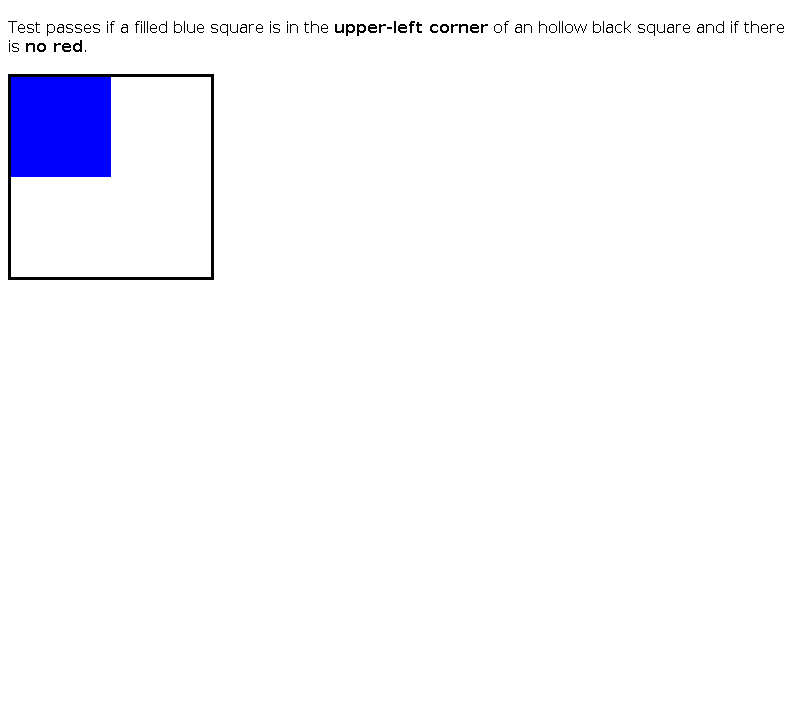 Test passes if a filled blue square is in the upper-left corner of an hollow black square and if there
is no red.